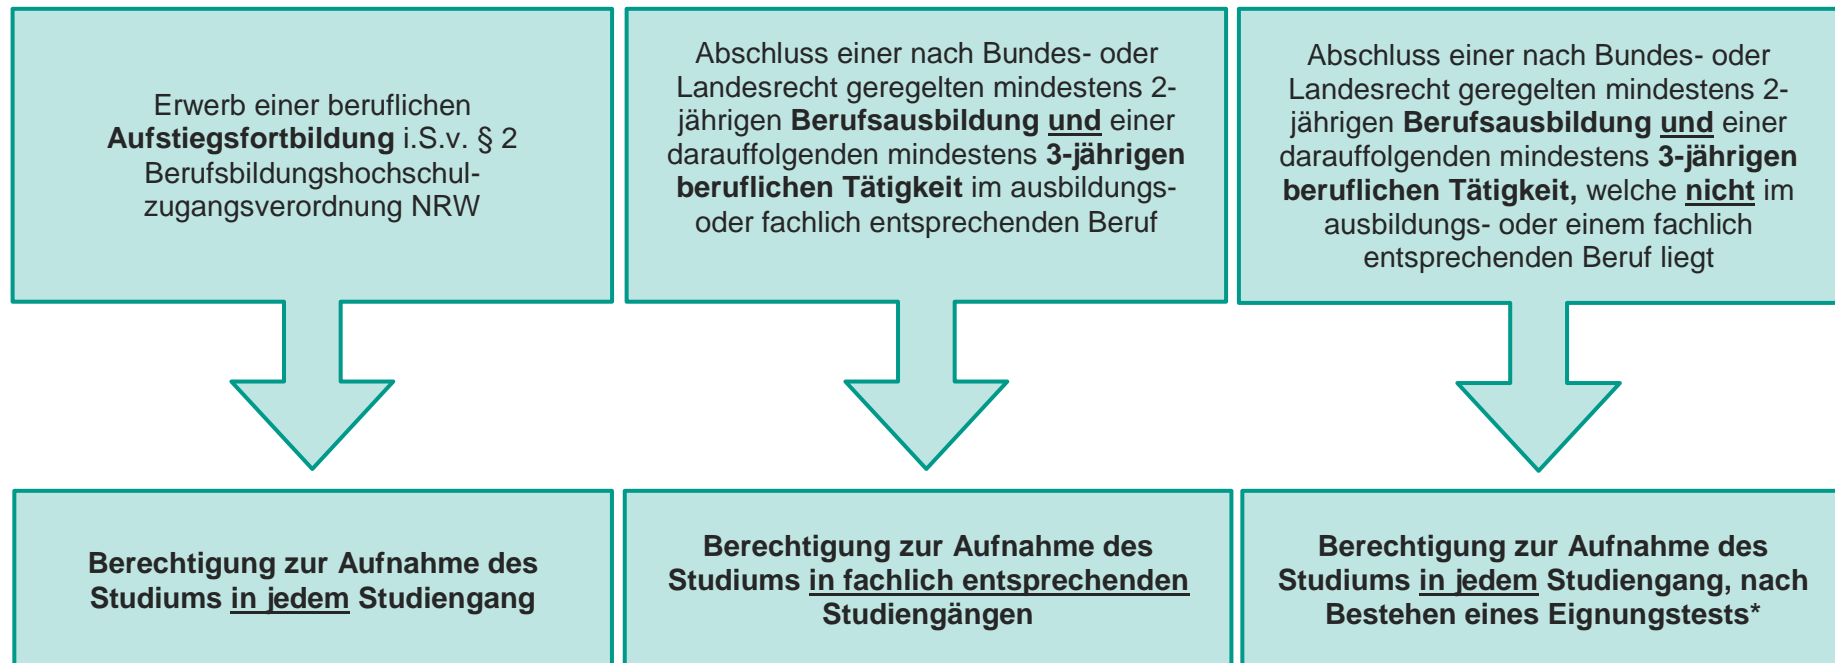 Erwerb einer beruflichen
Aufstiegsfortbildung i.S.v. § 2
Berufsbildungshochschul-
zugangsverordnung NRW
Abschluss einer nach Bundes- oder
Landesrecht geregelten mindestens 2-
jährigen Berufsausbildung und einer
darauffolgenden mindestens 3-jährigen
beruflichen Tätigkeit im ausbildungs-
oder fachlich entsprechenden Beruf
Abschluss einer nach Bundes- oder
Landesrecht geregelten mindestens 2-
jährigen Berufsausbildung und einer
darauffolgenden mindestens 3-jährigen
beruflichen Tätigkeit, welche nicht im
ausbildungs- oder einem fachlich
entsprechenden Beruf liegt
Berechtigung zur Aufnahme des
Studiums in jedem Studiengang
Berechtigung zur Aufnahme des
Studiums in fachlich entsprechenden
Studiengängen
Berechtigung zur Aufnahme des
Studiums in jedem Studiengang, nach
Bestehen eines Eignungstests*